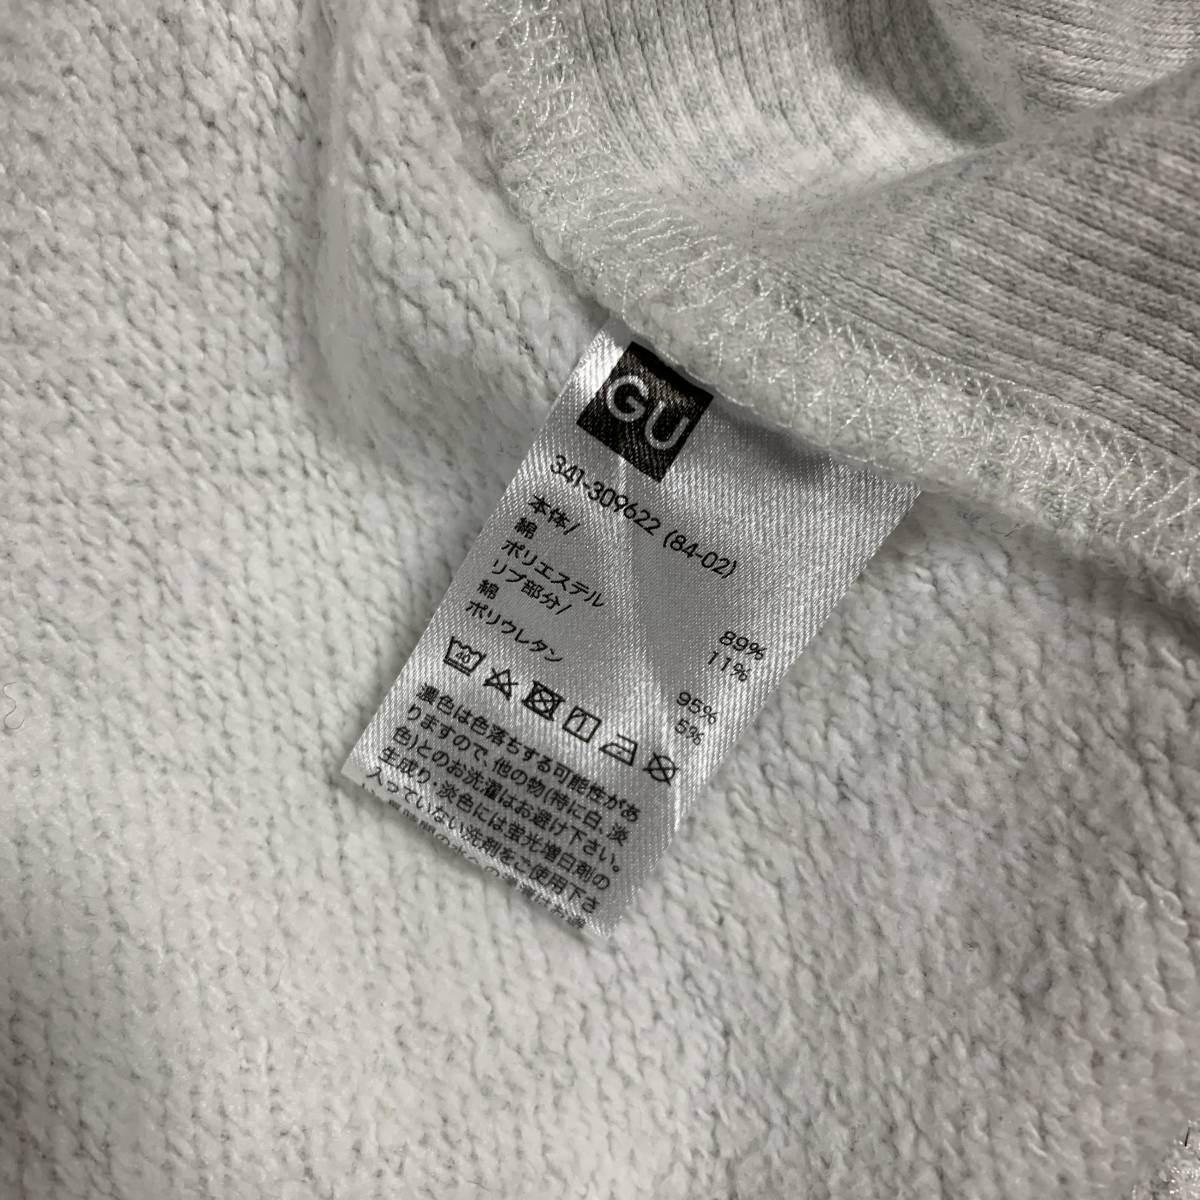 GU
341-309622 (84-02)
本体/
綿 89%
ポリエステル 11%
リブ部分/
綿 95%
ポリウレタン 5%
40
濃色は色落ちする可能性があ
りますので、他の物(特に白、淡
色)とのお洗濯はお避け下さい。
生成り・淡色には蛍光増白剤の
入っていない洗剤をご使用下さ